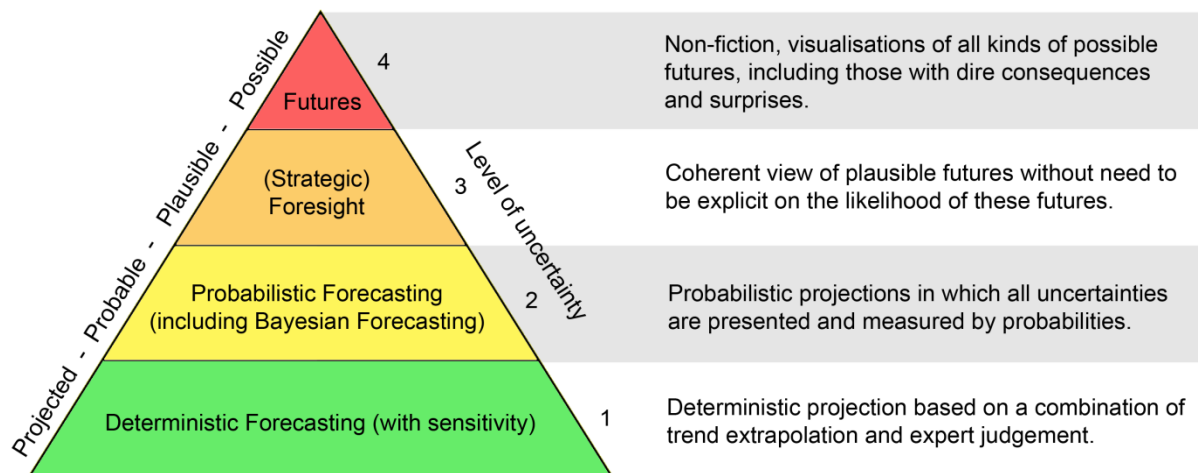 Projected - Probable - Plausible - Possible
4
Futures
Non-fiction, visualisations of all kinds of possible
futures, including those with dire consequences
and surprises.
Level of uncertainty
3
(Strategic)
Foresight
Coherent view of plausible futures without need to
be explicit on the likelihood of these futures.
2
Probabilistic Forecasting
(including Bayesian Forecasting)
Probabilistic projections in which all uncertainties
are presented and measured by probabilities.
1
Deterministic Forecasting (with sensitivity)
Deterministic projection based on a combination of
trend extrapolation and expert judgement.